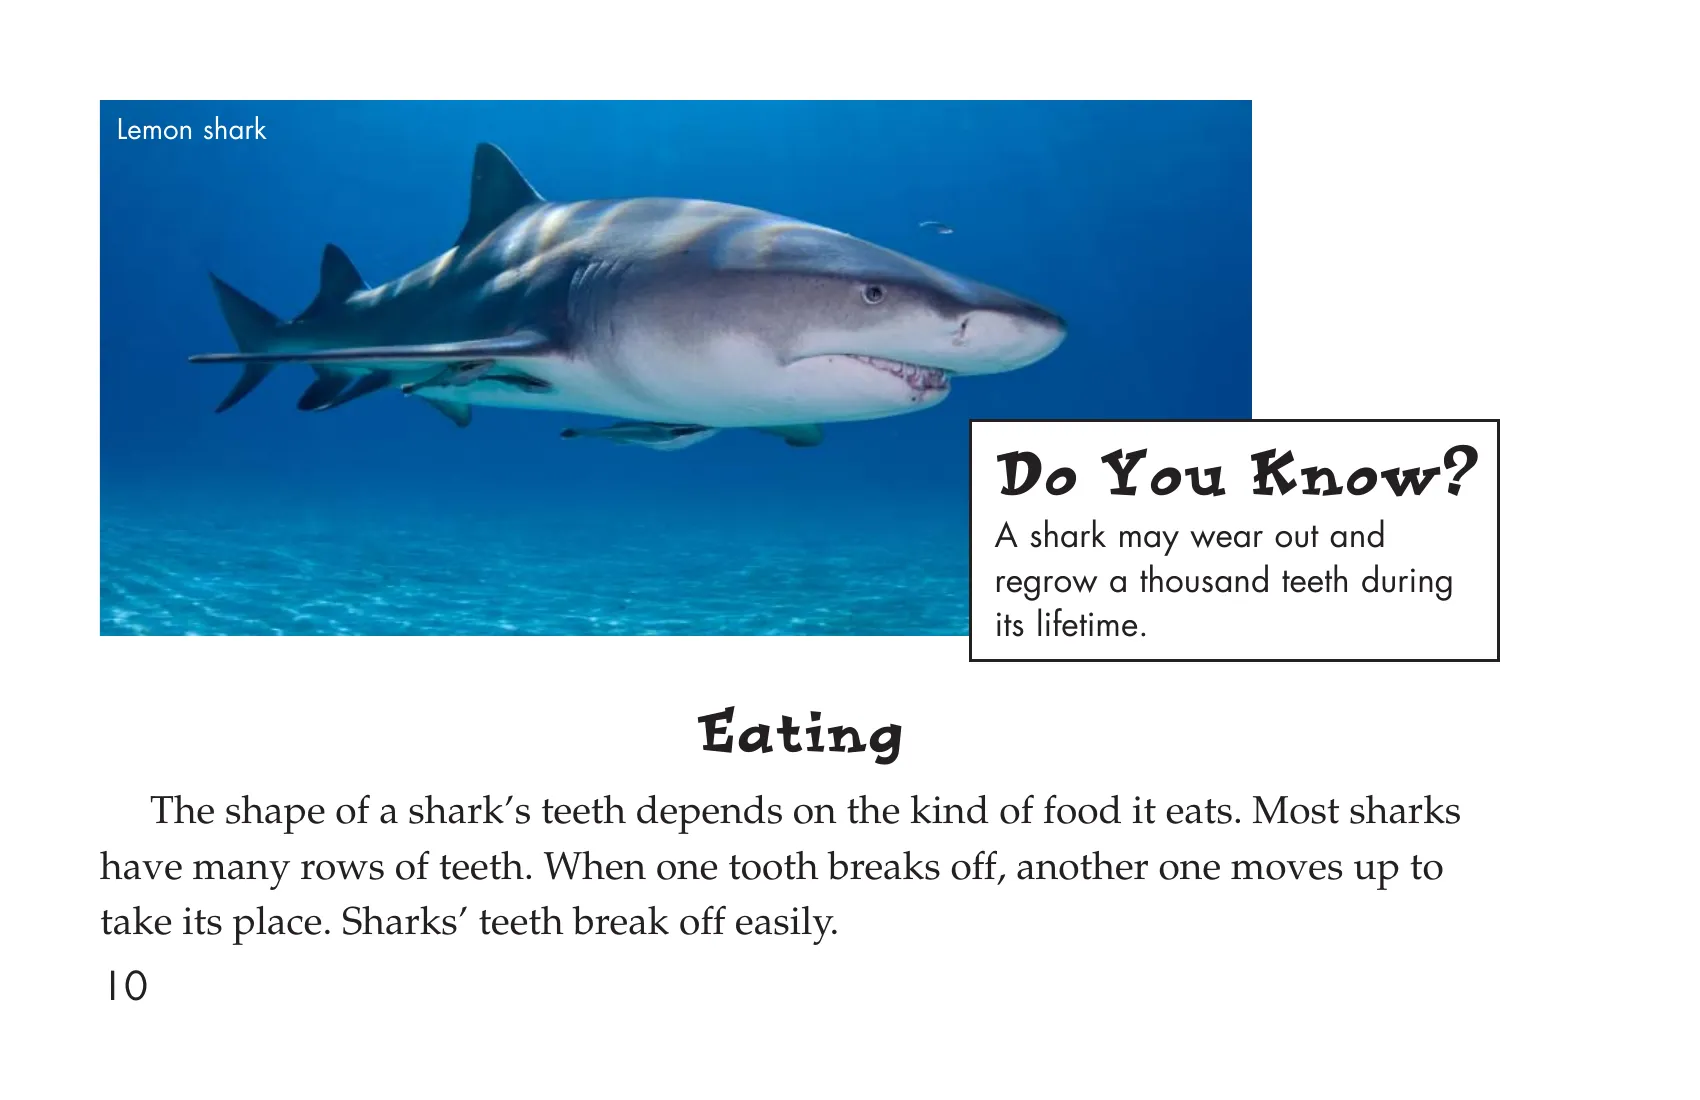 Lemon shark
Do You Know?
A shark may wear out and
regrow a thousand teeth during
its lifetime.
Eating
The shape of a shark’s teeth depends on the kind of food it eats. Most sharks
have many rows of teeth. When one tooth breaks off, another one moves up to
take its place. Sharks’ teeth break off easily.
10